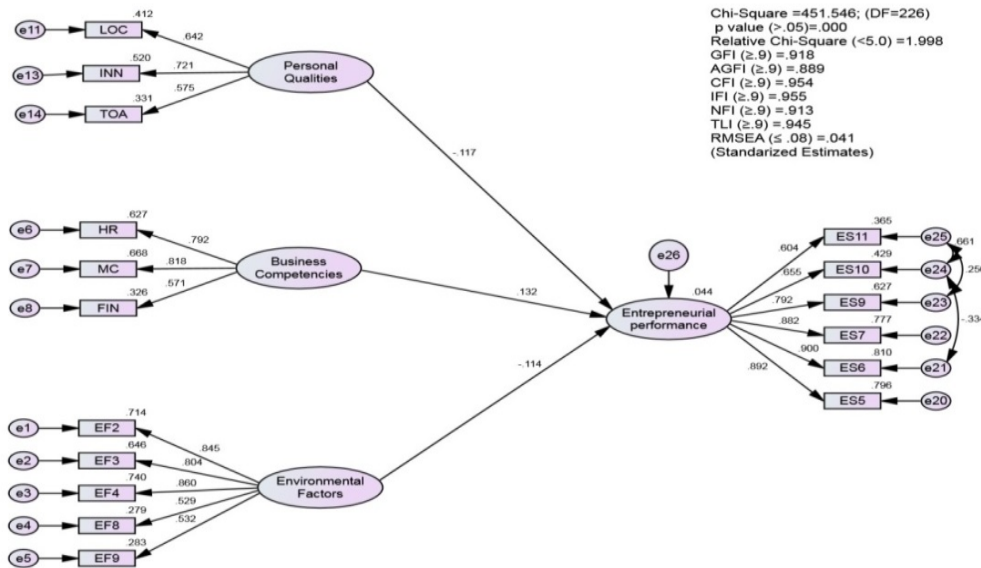 Chi-Square =451.546; (DF=226)
p value (>.05)=.000
Relative Chi-Square (<5.0) =1.998
GFI (≥.9) =.918
AGFI (≥.9) =.889
CFI (≥.9) =.954
IFI (≥.9) =.955
NFI (≥.9) =.913
TLI (≥.9) =.945
RMSEA (≤ .08) =.041
(Standarized Estimates)
.412
e11
LOC
.642
.520
e13
INN
.721
.331
e14
TOA
.575
Personal
Qualities
-.117
.627
e6
HR
.792
.668
e7
MC
.818
.326
e8
FIN
.571
Business
Competencies
.132
.714
e1
EF2
.845
.646
e2
EF3
.804
.740
e3
EF4
.860
.279
e4
EF8
.529
.283
e5
EF9
.532
Environmental
Factors
-.114
e26
.044
Entrepreneurial
performance
.604
.365
ES11
e25
.661
.655
.429
ES10
e24
.792
.627
ES9
e23
.882
.777
ES7
e22
-.334
.900
.810
ES6
e21
.892
.796
ES5
e20